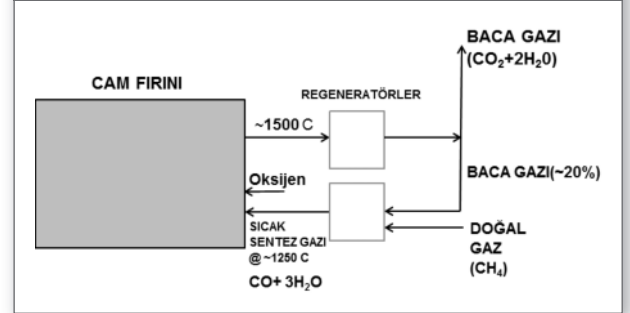 BACA GAZI
(CO₂+2H₂0)
CAM FIRINI
REGENERATÖRLER
~1500 C
BACA GAZI(~20%)
Oksijen
SICAK
SENTEZ GAZI
@ ~1250 C
CO+ 3H₂O
DOĞAL
GAZ
(CH₄)